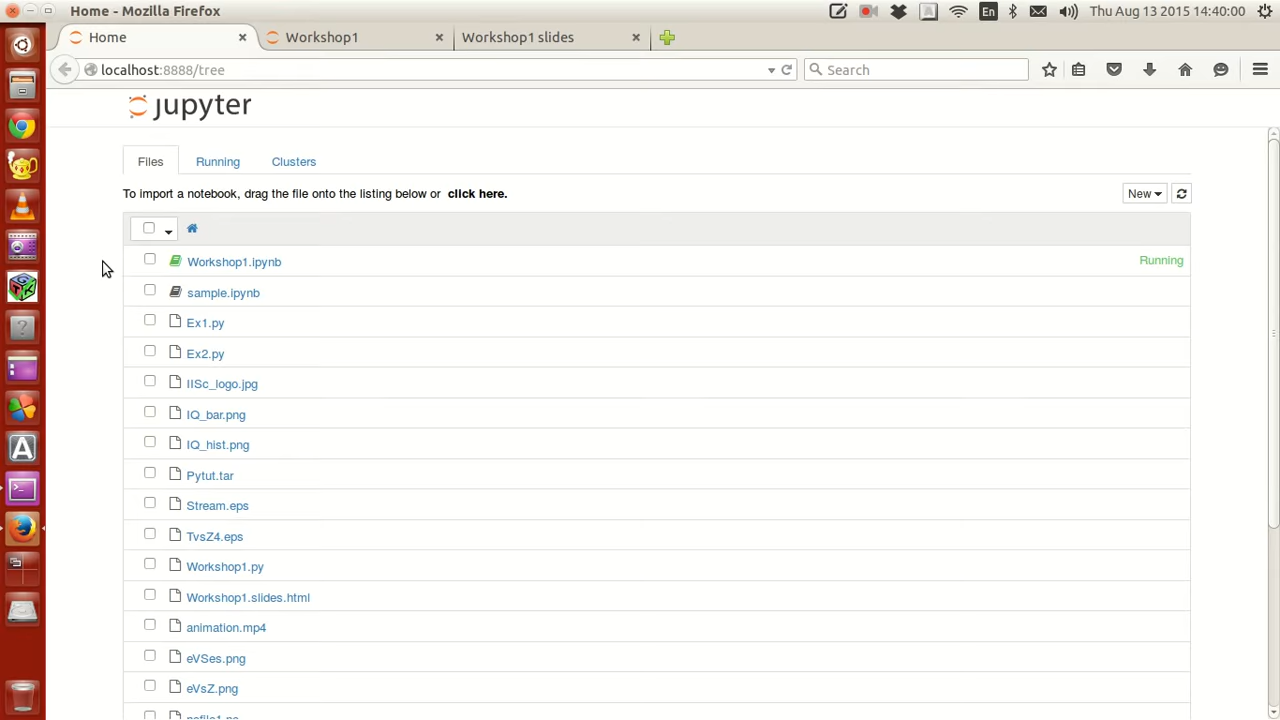 Home - Mozilla Firefox
En
Thu Aug 13 2015 14:40:00
Home
Workshop1
Workshop1 slides
localhost:8888/tree
Search
jupyter
Files
Running
Clusters
To import a notebook, drag the file onto the listing below or click here.
New
Workshop1.ipynb
Running
sample.ipynb
Ex1.py
Ex2.py
IISc_logo.jpg
IQ_bar.png
IQ_hist.png
Pytut.tar
Stream.eps
TvsZ4.eps
Workshop1.py
Workshop1.slides.html
animation.mp4
eVSes.png
eVsZ.png